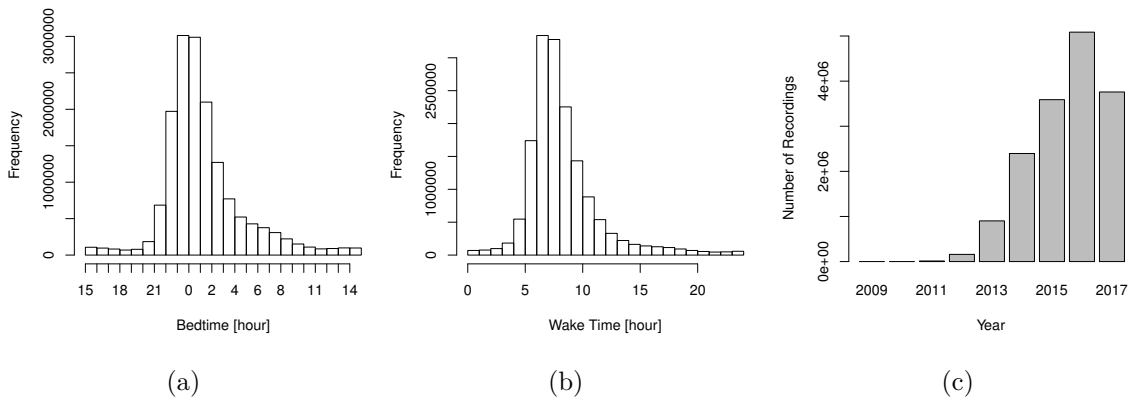 Frequency
0 1000000 2000000 3000000
15 18 21 0 2 4 6 8 11 14
Bedtime [hour]
(a)
Frequency
0 1000000 2500000
0 5 10 15 20
Wake Time [hour]
(b)
Number of Recordings
0e+00 2e+06 4e+06
2009 2011 2013 2015 2017
Year
(c)